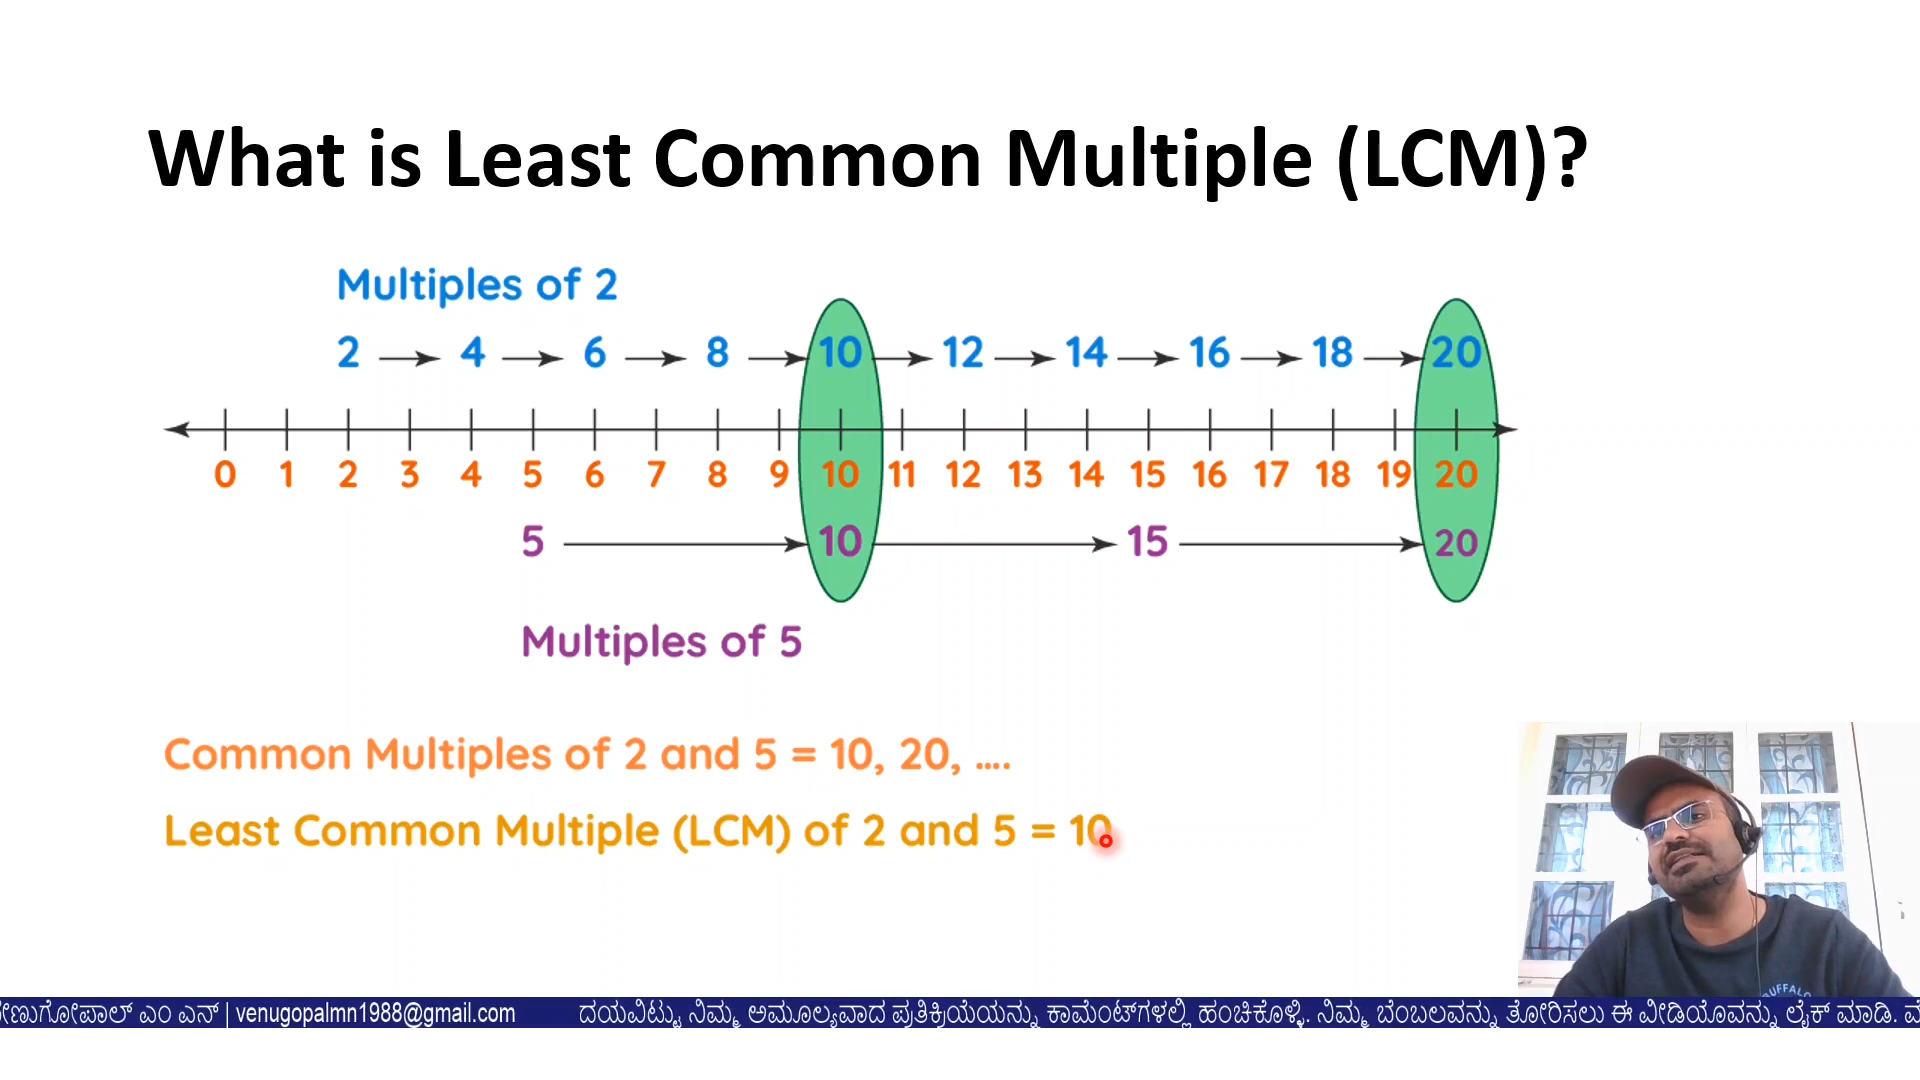 What is Least Common Multiple (LCM)?
Multiples of 2
2 4 6 8 10 12 14 16 18 20
0 1 2 3 4 5 6 7 8 9 10 11 12 13 14 15 16 17 18 19 20
5 10 15 20
Multiples of 5
Common Multiples of 2 and 5 = 10, 20, ....
Least Common Multiple (LCM) of 2 and 5 = 10
ೇಣುಗೋಪಾಲ್ ಎಂ ಎನ್ | venugopalmn1988@gmail.com ದಯವಿಟ್ಟು ನಿಮ್ಮ ಅಮೂಲ್ಯವಾದ ಪ್ರತಿಕ್ರಿಯೆಯನ್ನು ಕಾಮೆಂಟ್‌ಗಳಲ್ಲಿ ಹಂಚಿಕೊಳ್ಳಿ. ನಿಮ್ಮ ಬೆಂಬಲವನ್ನು ತೋರಿಸಲು ಈ ವೀಡಿಯೊವನ್ನು ಲೈಕ್ ಮಾಡಿ.